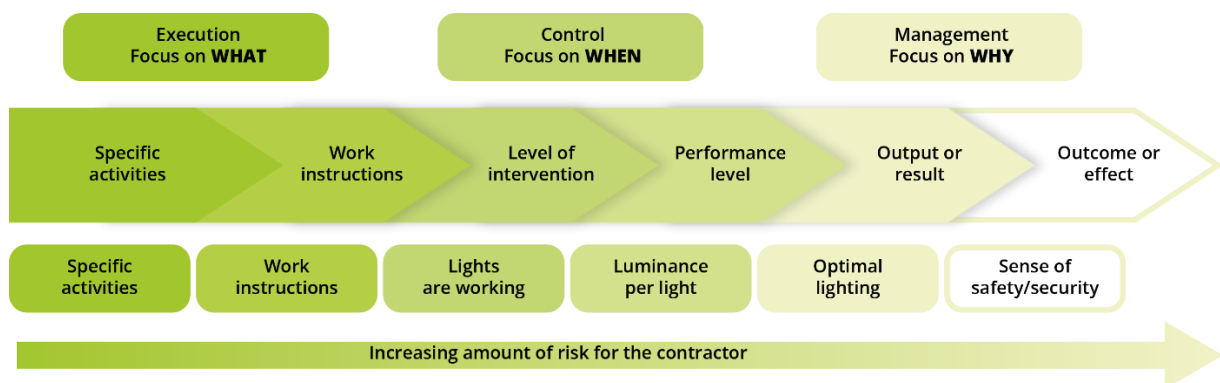 Execution
Focus on WHAT
Control
Focus on WHEN
Management
Focus on WHY
Specific
activities
Work
instructions
Level of
intervention
Performance
level
Output or
result
Outcome or
effect
Specific
activities
Work
instructions
Lights
are working
Luminance
per light
Optimal
lighting
Sense of
safety/security
Increasing amount of risk for the contractor